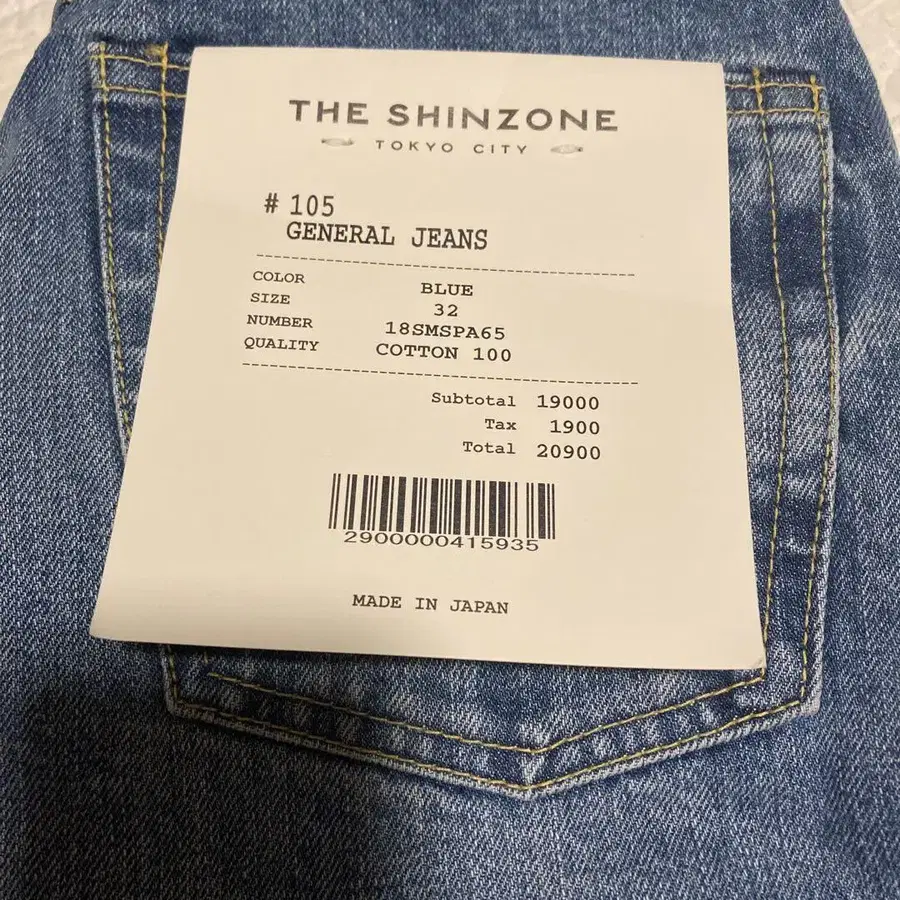 THE SHINZONE
TOKYO CITY
# 105
GENERAL JEANS
COLOR BLUE
SIZE 32
NUMBER 18SMSPA65
QUALITY COTTON 100
Subtotal 19000
Tax 1900
Total 20900
2900000415935
MADE IN JAPAN